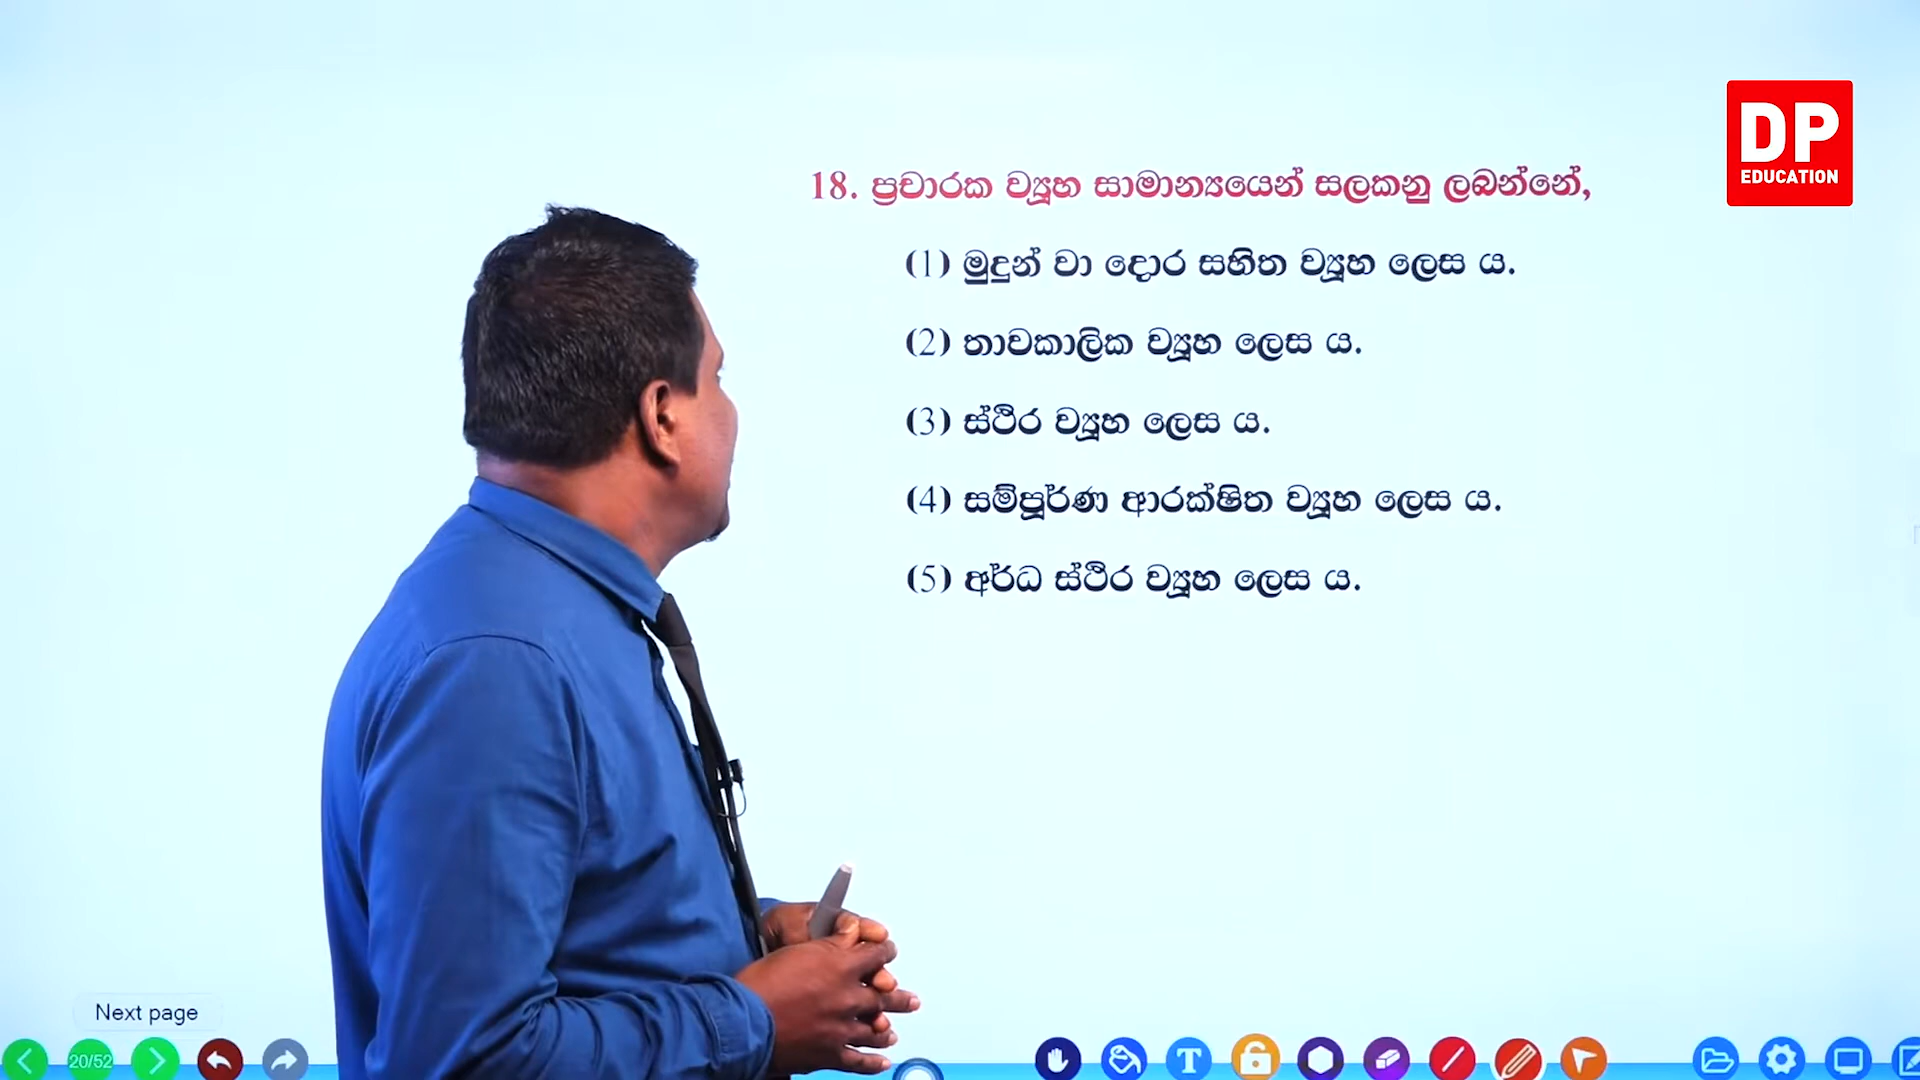 DP
EDUCATION
18. ප්‍රචාරක ව්‍යූහ සාමාන්‍යයෙන් සලකනු ලබන්නේ,
(1) මුදුන් වා දොර සහිත ව්‍යූහ ලෙස ය.
(2) තාවකාලික ව්‍යූහ ලෙස ය.
(3) ස්ථිර ව්‍යූහ ලෙස ය.
(4) සම්පූර්ණ ආරක්ෂිත ව්‍යූහ ලෙස ය.
(5) අර්ධ ස්ථිර ව්‍යූහ ලෙස ය.
Next page
20/52
T